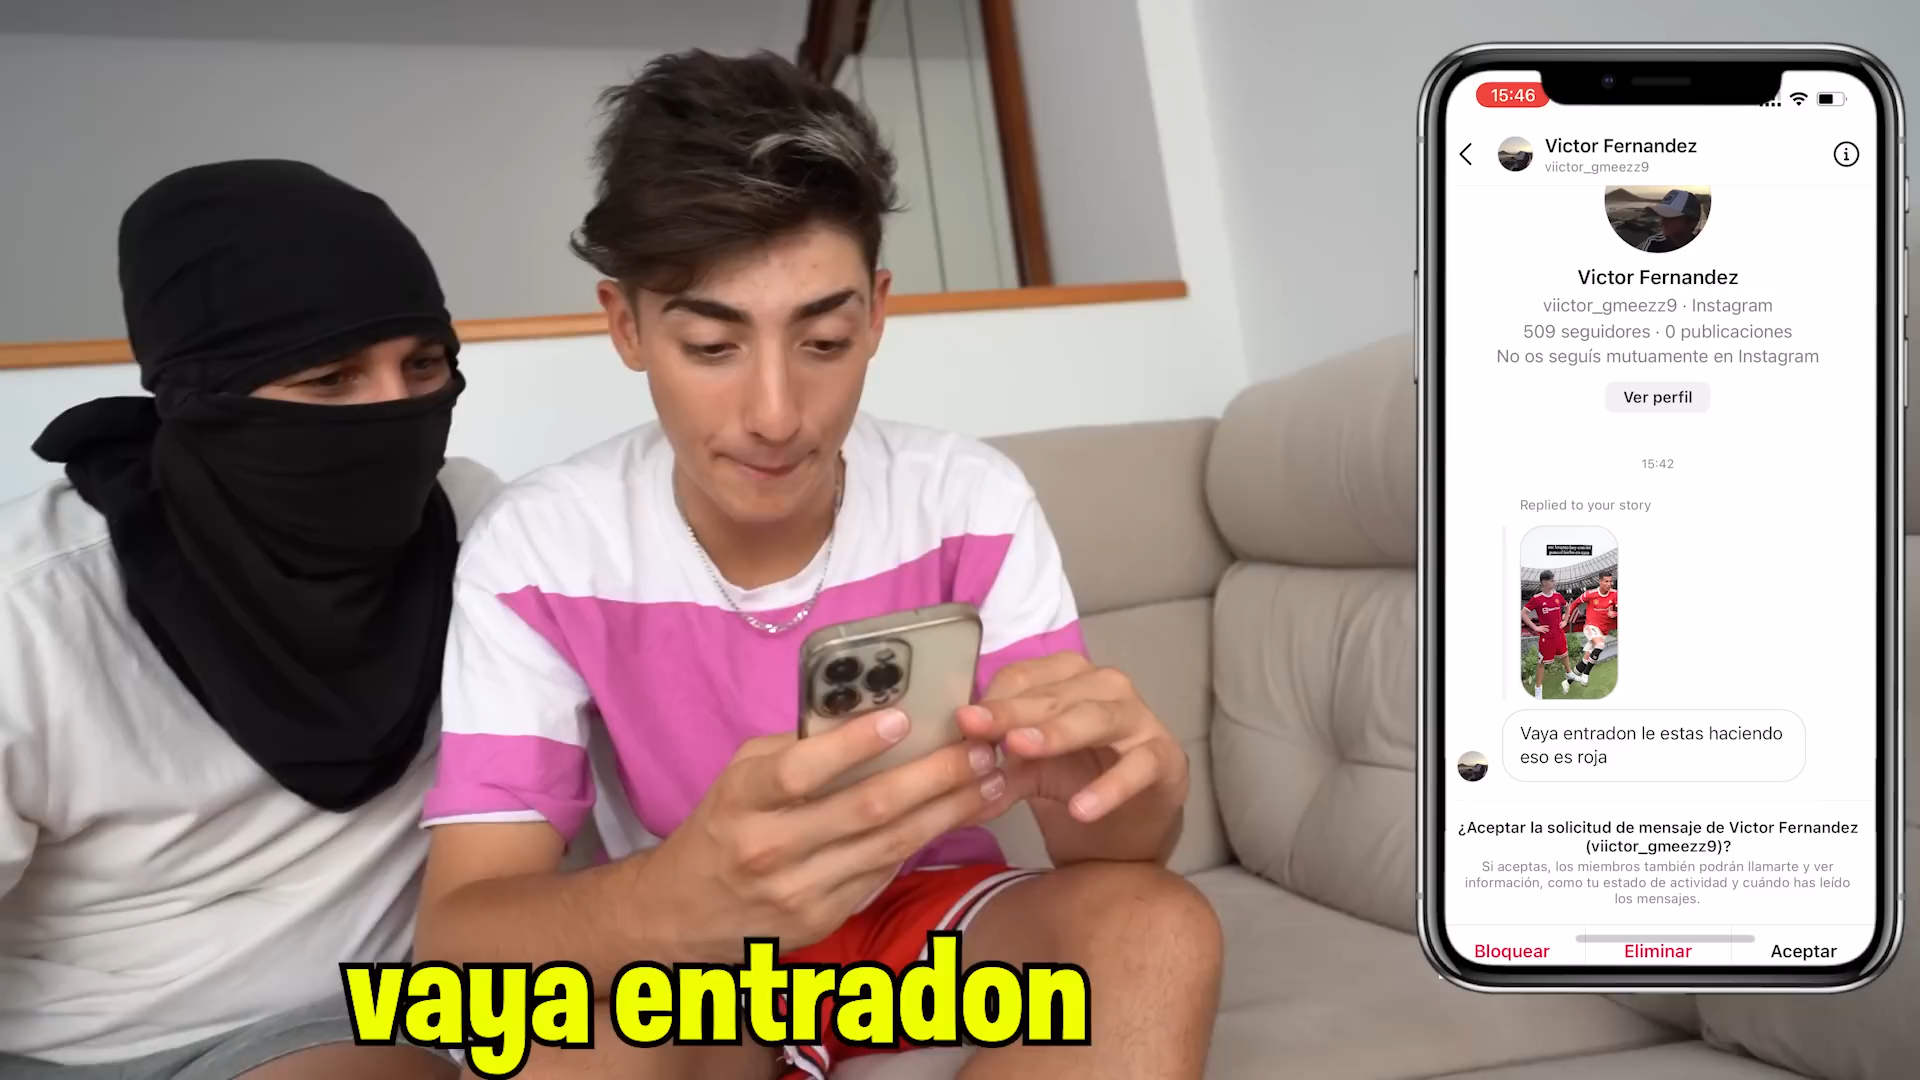 15:46
Victor Fernandez
viictor_gmeezz9
Victor Fernandez
viictor_gmeezz9 · Instagram
509 seguidores · 0 publicaciones
No os seguís mutuamente en Instagram
Ver perfil
15:42
Replied to your story
Vaya entradon le estas haciendo
eso es roja
¿Aceptar la solicitud de mensaje de Victor Fernandez
(viictor_gmeezz9)?
Si aceptas, los miembros también podrán llamarte y ver
información, como tu estado de actividad y cuándo has leído
los mensajes.
Bloquear
Eliminar
Aceptar
vaya entradon